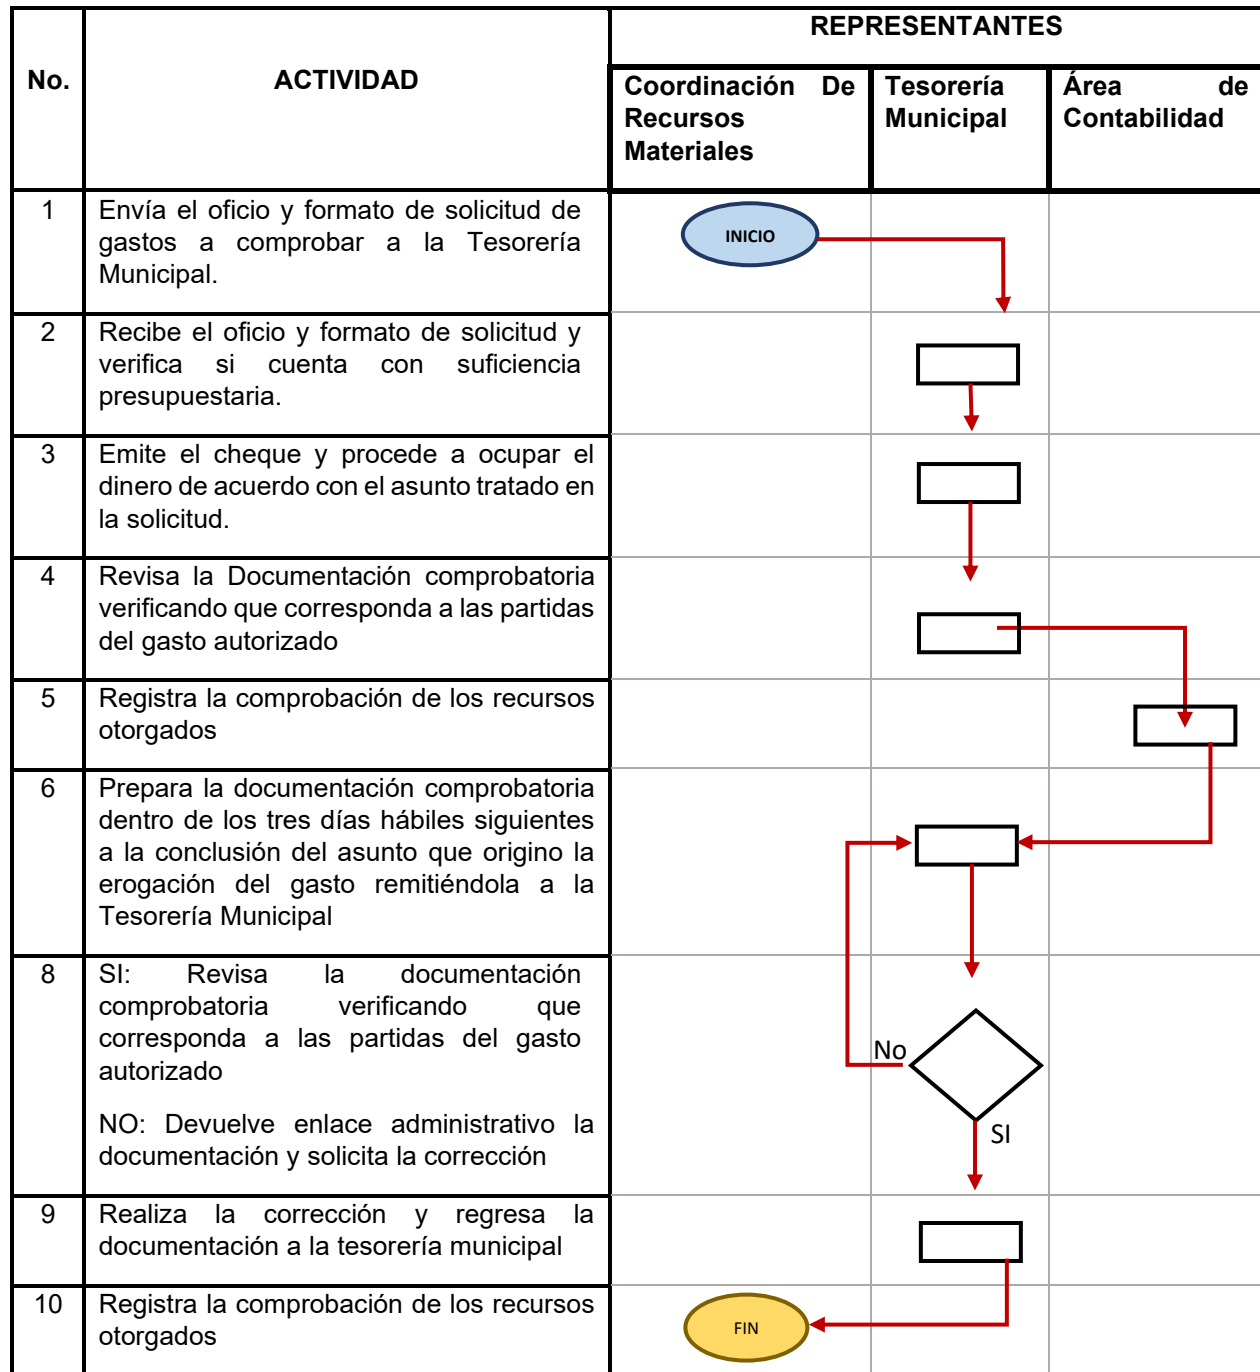 REPRESENTANTES
No.
ACTIVIDAD
Coordinación De
Recursos
Materiales
Tesorería
Municipal
Área de
Contabilidad
1
Envía el oficio y formato de solicitud de
gastos a comprobar a la Tesorería
Municipal.
INICIO
2
Recibe el oficio y formato de solicitud y
verifica si cuenta con suficiencia
presupuestaria.
3
Emite el cheque y procede a ocupar el
dinero de acuerdo con el asunto tratado en
la solicitud.
4
Revisa la Documentación comprobatoria
verificando que corresponda a las partidas
del gasto autorizado
5
Registra la comprobación de los recursos
otorgados
6
Prepara la documentación comprobatoria
dentro de los tres días hábiles siguientes
a la conclusión del asunto que origino la
erogación del gasto remitiéndola a la
Tesorería Municipal
8
SI: Revisa la documentación
comprobatoria verificando que
corresponda a las partidas del gasto
autorizado
NO: Devuelve enlace administrativo la
documentación y solicita la corrección
No
SI
9
Realiza la corrección y regresa la
documentación a la tesorería municipal
10
Registra la comprobación de los recursos
otorgados
FIN